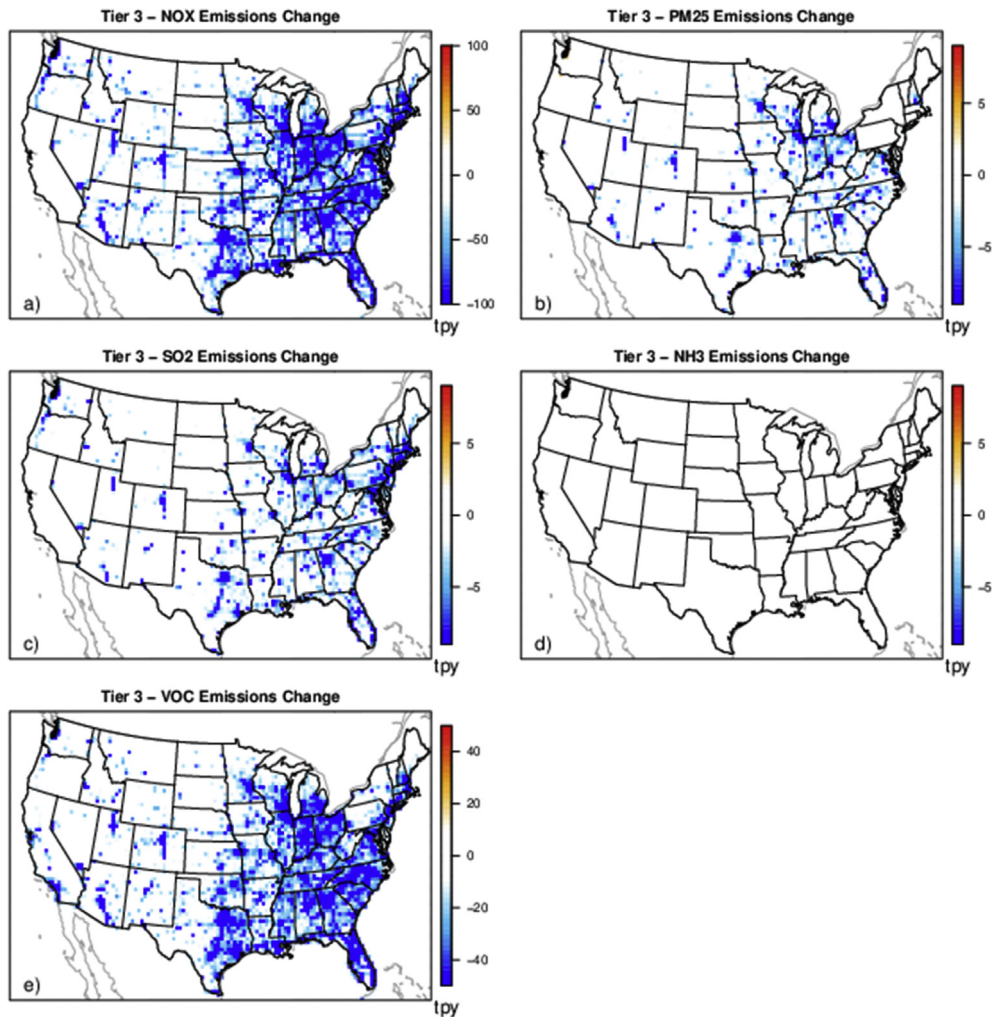 Tier 3 – NOX Emissions Change
100
50
0
−50
−100
a)
tpy
Tier 3 – PM25 Emissions Change
5
0
−5
b)
tpy
Tier 3 – SO2 Emissions Change
5
0
−5
c)
tpy
Tier 3 – NH3 Emissions Change
5
0
−5
d)
tpy
Tier 3 – VOC Emissions Change
40
20
0
−20
−40
e)
tpy